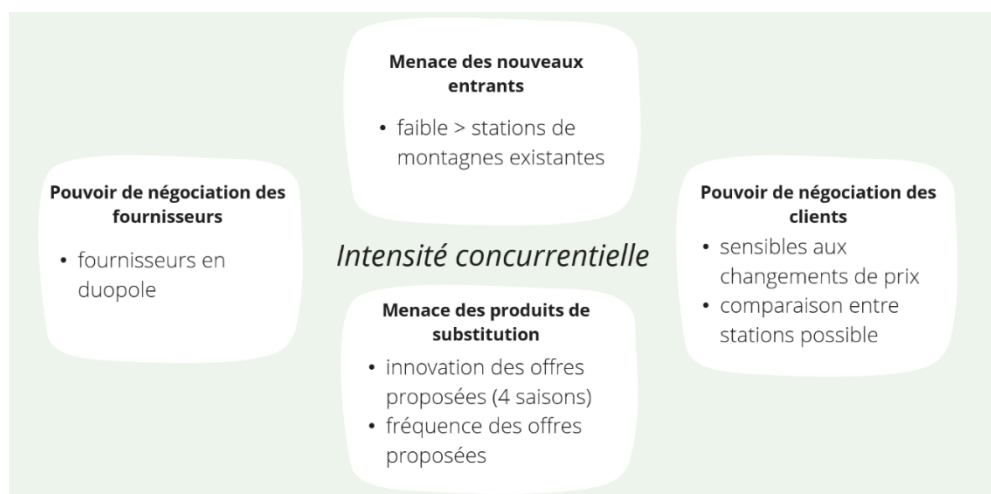 Menace des nouveaux
entrants
• faible > stations de
montagnes existantes
Pouvoir de négociation des
fournisseurs
• fournisseurs en
duopole
Intensité concurrentielle
Pouvoir de négociation des
clients
• sensibles aux
changements de prix
• comparaison entre
stations possible
Menace des produits de
substitution
• innovation des offres
proposées (4 saisons)
• fréquence des offres
proposées